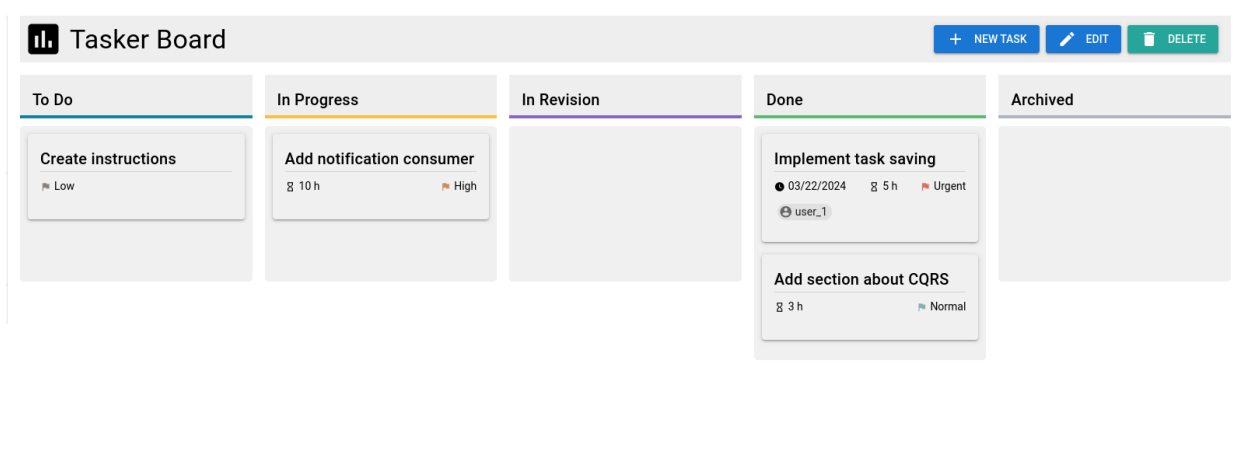 Tasker Board
NEW TASK
EDIT
DELETE
To Do
In Progress
In Revision
Done
Archived
Create instructions
Low
Add notification consumer
10 h
High
Implement task saving
03/22/2024
5 h
Urgent
user_1
Add section about CQRS
3 h
Normal